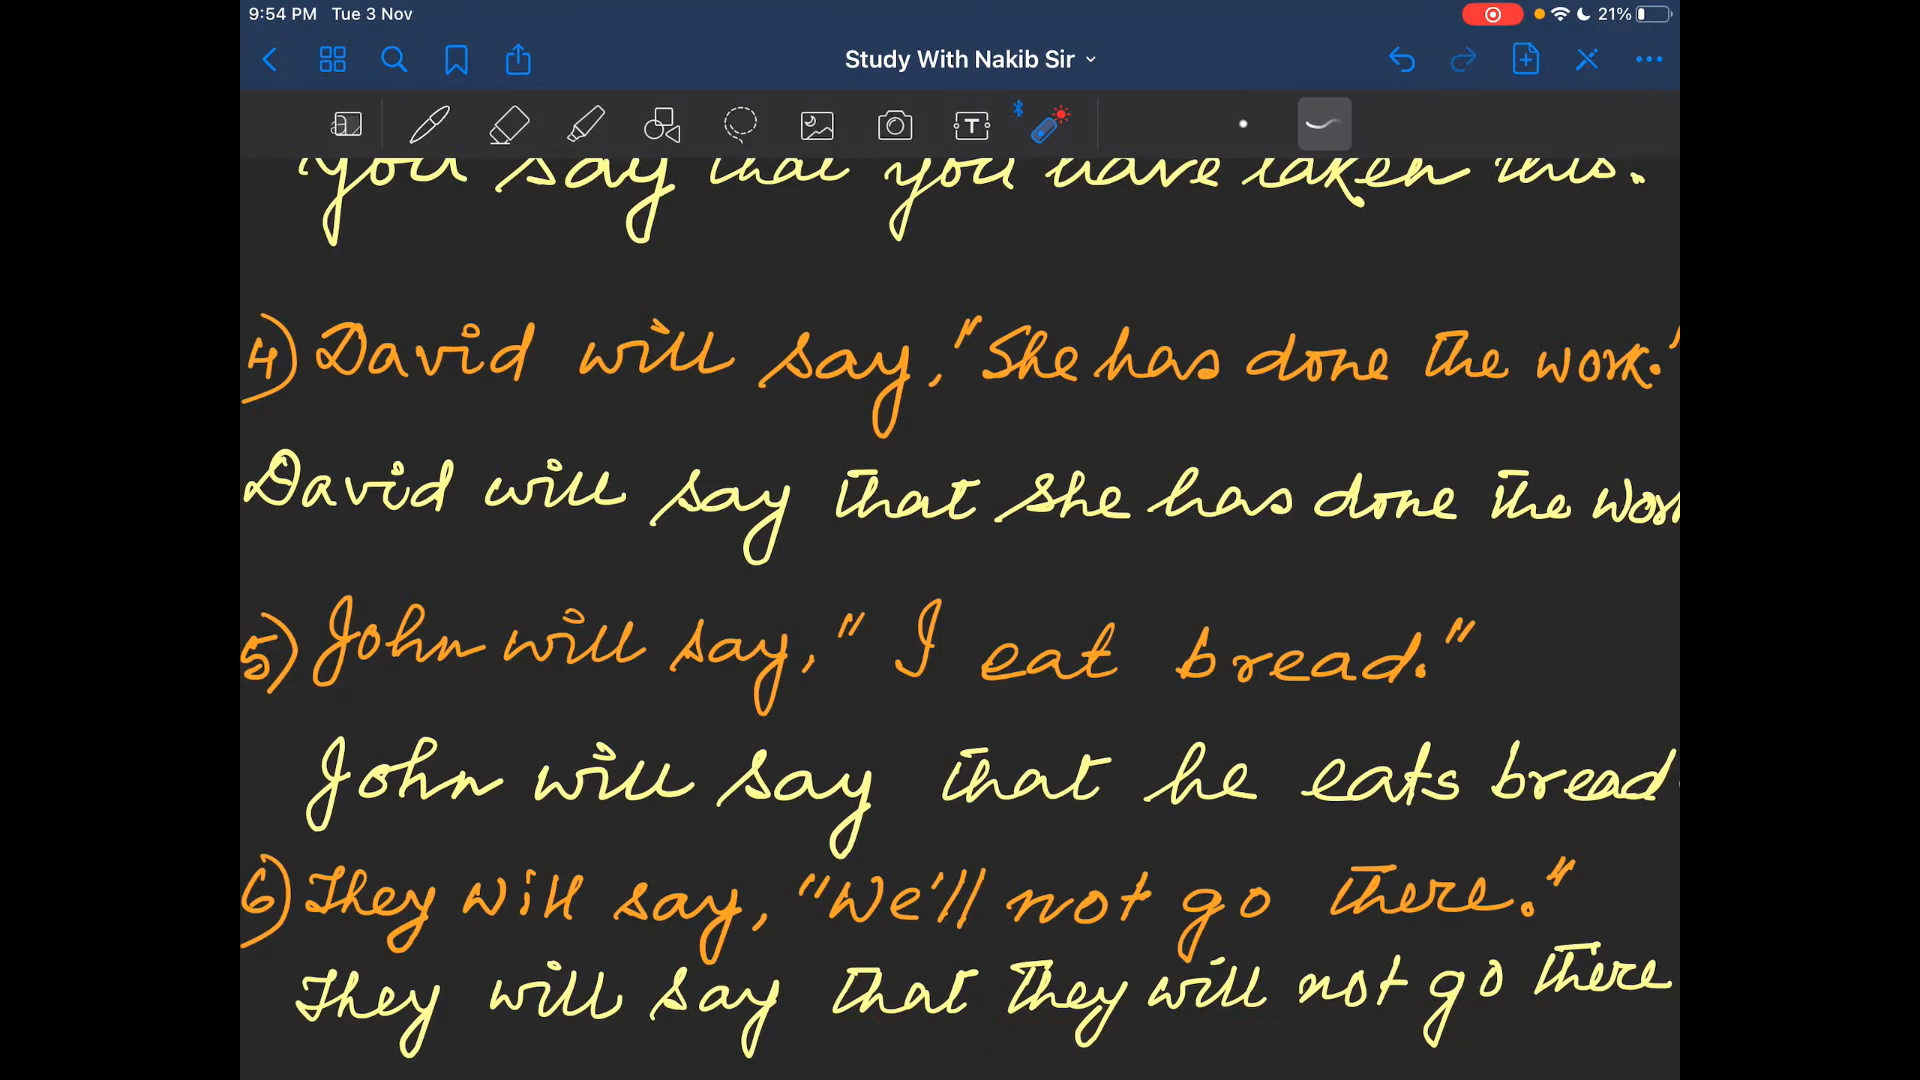 9:54 PM Tue 3 Nov
21%
Study With Nakib Sir
T
You say that you have taken this.
4) David will say, "She has done the work."
David will say that she has done the work
5) John will say, "I eat bread."
John will say that he eats bread.
6) They will say, "We'll not go there."
They will say that they will not go there